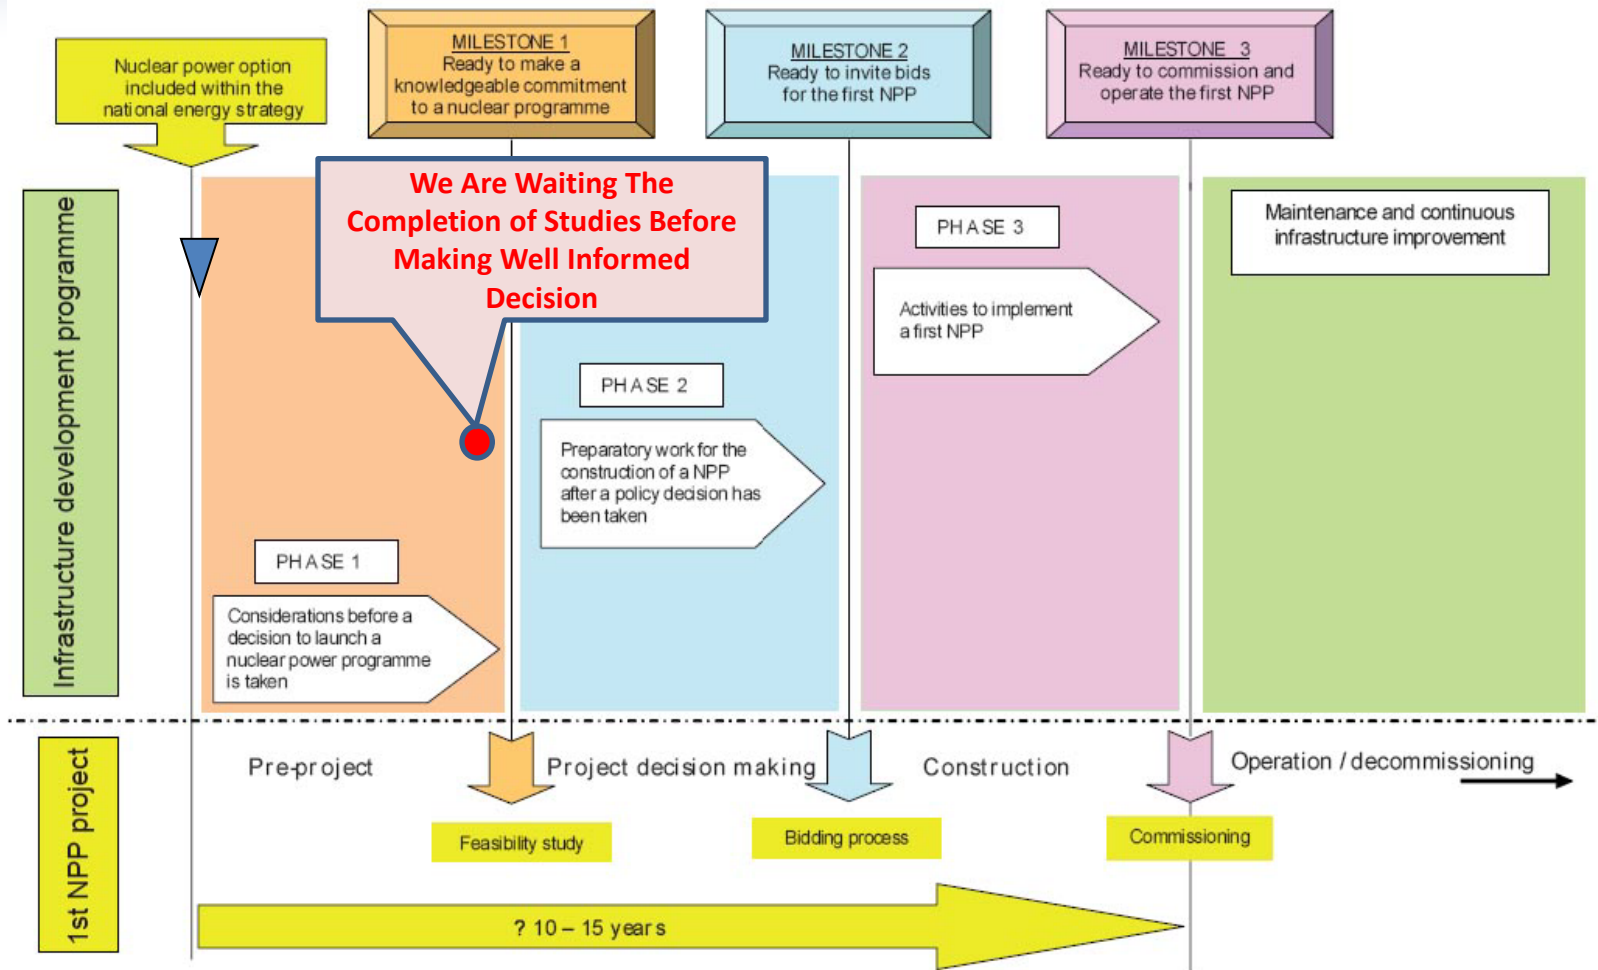 Nuclear power option
included within the
national energy strategy
MILESTONE 1
Ready to make a
knowledgeable commitment
to a nuclear programme
MILESTONE 2
Ready to invite bids
for the first NPP
MILESTONE 3
Ready to commission and
operate the first NPP
Infrastructure development programme
We Are Waiting The
Completion of Studies Before
Making Well Informed
Decision
PHASE 1
Considerations before a
decision to launch a
nuclear power programme
is taken
PHASE 2
Preparatory work for the
construction of a NPP
after a policy decision has
been taken
PHASE 3
Activities to implement
a first NPP
Maintenance and continuous
infrastructure improvement
1st NPP project
Pre-project
Project decision making
Construction
Operation / decommissioning
Feasibility study
Bidding process
Commissioning
? 10 – 15 years